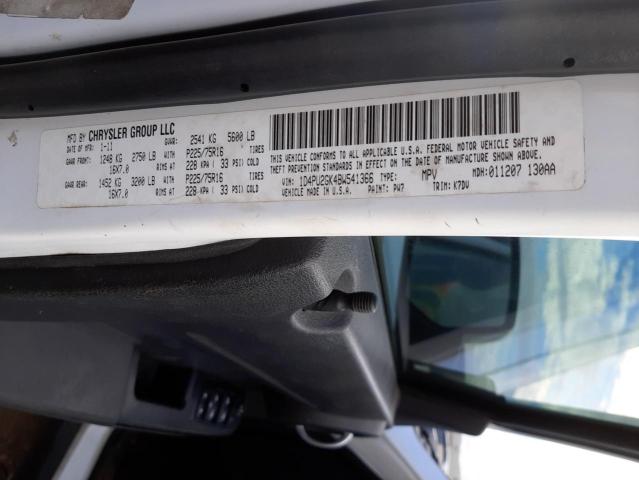 MFD BY CHRYSLER GROUP LLC
DATE OF MFR 1-11 GVWR: 2541 KG 5600 LB
GAWR FRONT 1248 KG 2750 LB WITH P225/75R16 TIRES
16X7.0 RIMS AT 228 KPA ( 33 PSI) COLD
GAWR REAR 1452 KG 3200 LB WITH P225/75R16 TIRES
16X7.0 RIMS AT 228 KPA ( 33 PSI) COLD
THIS VEHICLE CONFORMS TO ALL APPLICABLE U.S.A. FEDERAL MOTOR VEHICLE SAFETY, BUMPER AND
THEFT PREVENTION STANDARDS IN EFFECT ON THE DATE OF MANUFACTURE SHOWN ABOVE.
VIN: 1D4PU2GK4BW541366 TYPE: MPV MDH: 011207 130AA
VEHICLE MADE IN U.S.A. PAINT: PW7 TRIM: K7DV